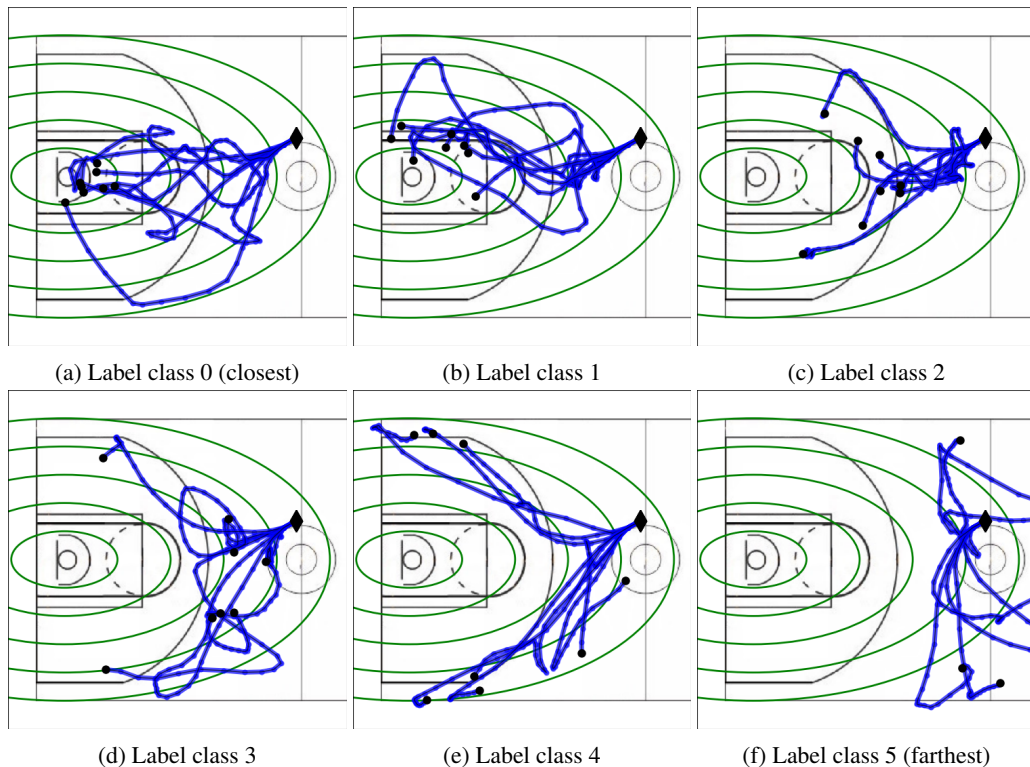 (a) Label class 0 (closest)
(b) Label class 1
(c) Label class 2
(d) Label class 3
(e) Label class 4
(f) Label class 5 (farthest)